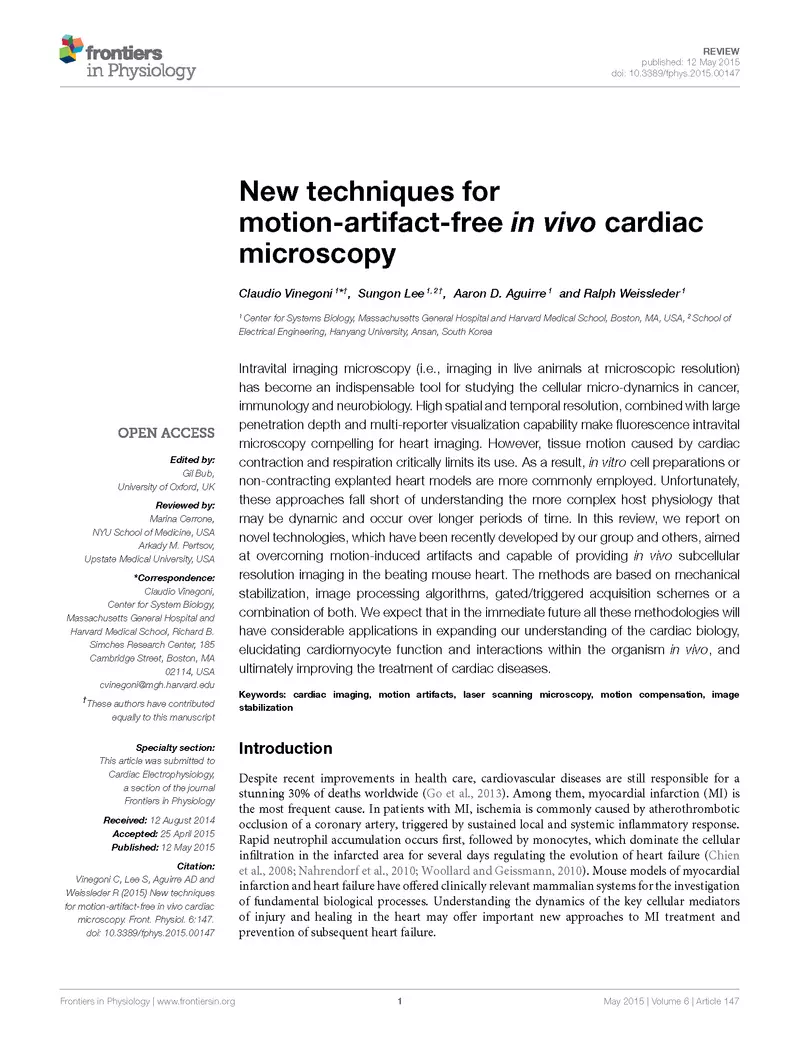 frontiers
in Physiology
REVIEW
published: 12 May 2015
doi: 10.3389/fphys.2015.00147
New techniques for
motion-artifact-free in vivo cardiac
microscopy
Claudio Vinegoni 1*†, Sungon Lee 1, 2†, Aaron D. Aguirre 1 and Ralph Weissleder 1
1 Center for Systems Biology, Massachusetts General Hospital and Harvard Medical School, Boston, MA, USA, 2 School of
Electrical Engineering, Hanyang University, Ansan, South Korea
Intravital imaging microscopy (i.e., imaging in live animals at microscopic resolution)
has become an indispensable tool for studying the cellular micro-dynamics in cancer,
immunology and neurobiology. High spatial and temporal resolution, combined with large
penetration depth and multi-reporter visualization capability make fluorescence intravital
microscopy compelling for heart imaging. However, tissue motion caused by cardiac
contraction and respiration critically limits its use. As a result, in vitro cell preparations or
non-contracting explanted heart models are more commonly employed. Unfortunately,
these approaches fall short of understanding the more complex host physiology that
may be dynamic and occur over longer periods of time. In this review, we report on
novel technologies, which have been recently developed by our group and others, aimed
at overcoming motion-induced artifacts and capable of providing in vivo subcellular
resolution imaging in the beating mouse heart. The methods are based on mechanical
stabilization, image processing algorithms, gated/triggered acquisition schemes or a
combination of both. We expect that in the immediate future all these methodologies will
have considerable applications in expanding our understanding of the cardiac biology,
elucidating cardiomyocyte function and interactions within the organism in vivo, and
ultimately improving the treatment of cardiac diseases.
Keywords: cardiac imaging, motion artifacts, laser scanning microscopy, motion compensation, image
stabilization
OPEN ACCESS
Edited by:
Gil Bub,
University of Oxford, UK
Reviewed by:
Marina Cerrone,
NYU School of Medicine, USA
Arkady M. Pertsov,
Upstate Medical University, USA
*Correspondence:
Claudio Vinegoni,
Center for System Biology,
Massachusetts General Hospital and
Harvard Medical School, Richard B.
Simches Research Center, 185
Cambridge Street, Boston, MA
02114, USA
cvinegoni@mgh.harvard.edu
†These authors have contributed
equally to this manuscript
Specialty section:
This article was submitted to
Cardiac Electrophysiology,
a section of the journal
Frontiers in Physiology
Received: 12 August 2014
Accepted: 25 April 2015
Published: 12 May 2015
Citation:
Vinegoni C, Lee S, Aguirre AD and
Weissleder R (2015) New techniques
for motion-artifact-free in vivo cardiac
microscopy. Front. Physiol. 6:147.
doi: 10.3389/fphys.2015.00147
Introduction
Despite recent improvements in health care, cardiovascular diseases are still responsible for a
stunning 30% of deaths worldwide (Go et al., 2013). Among them, myocardial infarction (MI) is
the most frequent cause. In patients with MI, ischemia is commonly caused by atherothrombotic
occlusion of a coronary artery, triggered by sustained local and systemic inflammatory response.
Rapid neutrophil accumulation occurs first, followed by monocytes, which dominate the cellular
infiltration in the infarcted area for several days regulating the evolution of heart failure (Chien
et al., 2008; Nahrendorf et al., 2010; Woollard and Geissmann, 2010). Mouse models of myocardial
infarction and heart failure have offered clinically relevant mammalian systems for the investigation
of fundamental biological processes. Understanding the dynamics of the key cellular mediators
of injury and healing in the heart may offer important new approaches to MI treatment and
prevention of subsequent heart failure.
Frontiers in Physiology | www.frontiersin.org
1
May 2015 | Volume 6 | Article 147